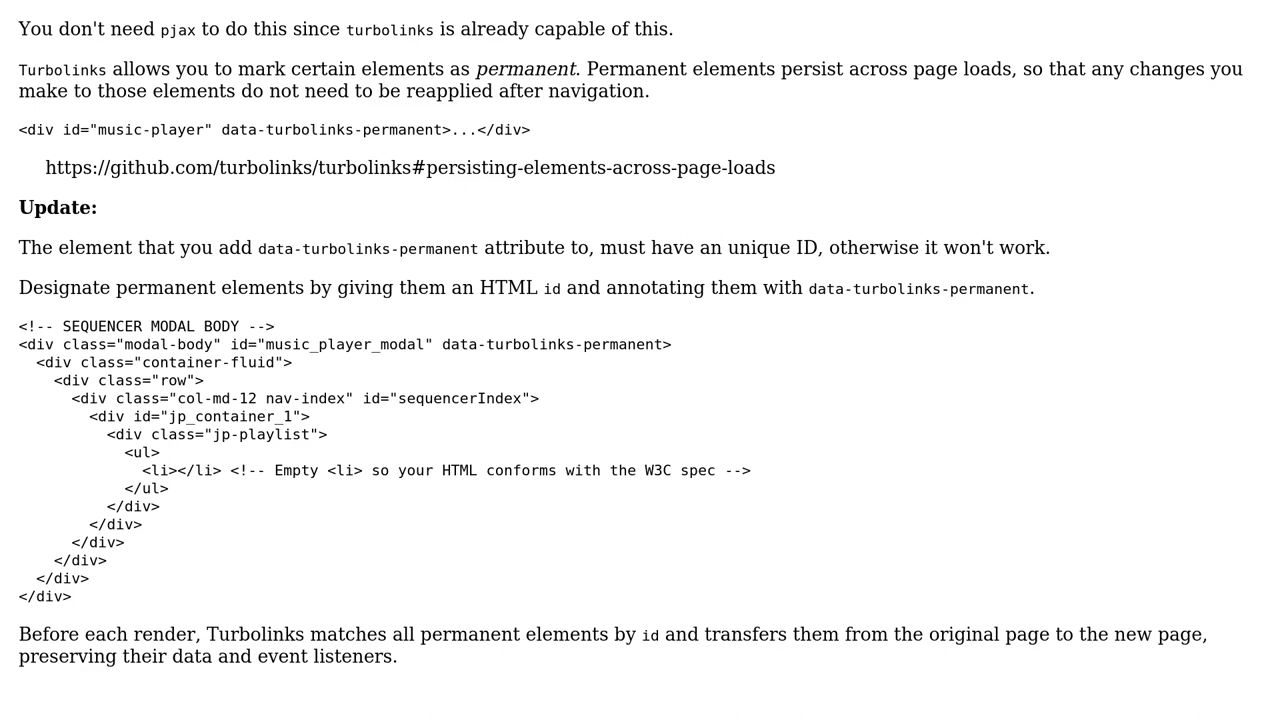 You don't need pjax to do this since turbolinks is already capable of this.
Turbolinks allows you to mark certain elements as permanent. Permanent elements persist across page loads, so that any changes you
make to those elements do not need to be reapplied after navigation.
<div id="music-player" data-turbolinks-permanent>...</div>
https://github.com/turbolinks/turbolinks#persisting-elements-across-page-loads
Update:
The element that you add data-turbolinks-permanent attribute to, must have an unique ID, otherwise it won't work.
Designate permanent elements by giving them an HTML id and annotating them with data-turbolinks-permanent.
<!-- SEQUENCER MODAL BODY -->
<div class="modal-body" id="music_player_modal" data-turbolinks-permanent>
  <div class="container-fluid">
    <div class="row">
      <div class="col-md-12 nav-index" id="sequencerIndex">
        <div id="jp_container_1">
          <div class="jp-playlist">
            <ul>
              <li></li> <!-- Empty <li> so your HTML conforms with the W3C spec -->
            </ul>
          </div>
        </div>
      </div>
    </div>
  </div>
</div>
Before each render, Turbolinks matches all permanent elements by id and transfers them from the original page to the new page,
preserving their data and event listeners.